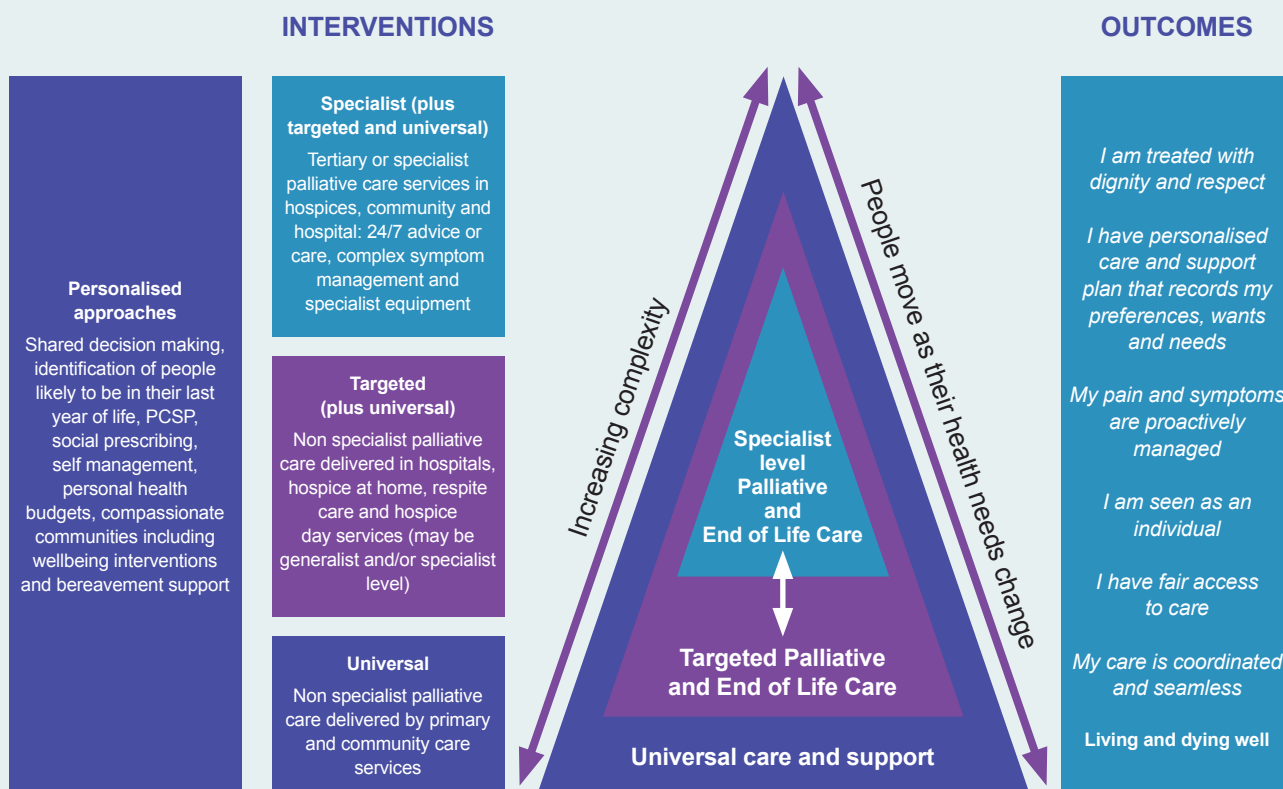 INTERVENTIONS
OUTCOMES
Personalised
approaches
Shared decision making,
identification of people
likely to be in their last
year of life, PCSP,
social prescribing,
self management,
personal health
budgets, compassionate
communities including
wellbeing interventions
and bereavement support
Specialist (plus
targeted and universal)
Tertiary or specialist
palliative care services in
hospices, community and
hospital: 24/7 advice or
care, complex symptom
management and
specialist equipment
Targeted
(plus universal)
Non specialist palliative
care delivered in hospitals,
hospice at home, respite
care and hospice
day services (may be
generalist and/or specialist
level)
Universal
Non specialist palliative
care delivered by primary
and community care
services
Increasing complexity
People move as their health needs change
Specialist
level
Palliative
and
End of Life Care
Targeted Palliative
and End of Life Care
Universal care and support
I am treated with
dignity and respect
I have personalised
care and support
plan that records my
preferences, wants
and needs
My pain and symptoms
are proactively
managed
I am seen as an
individual
I have fair access
to care
My care is coordinated
and seamless
Living and dying well